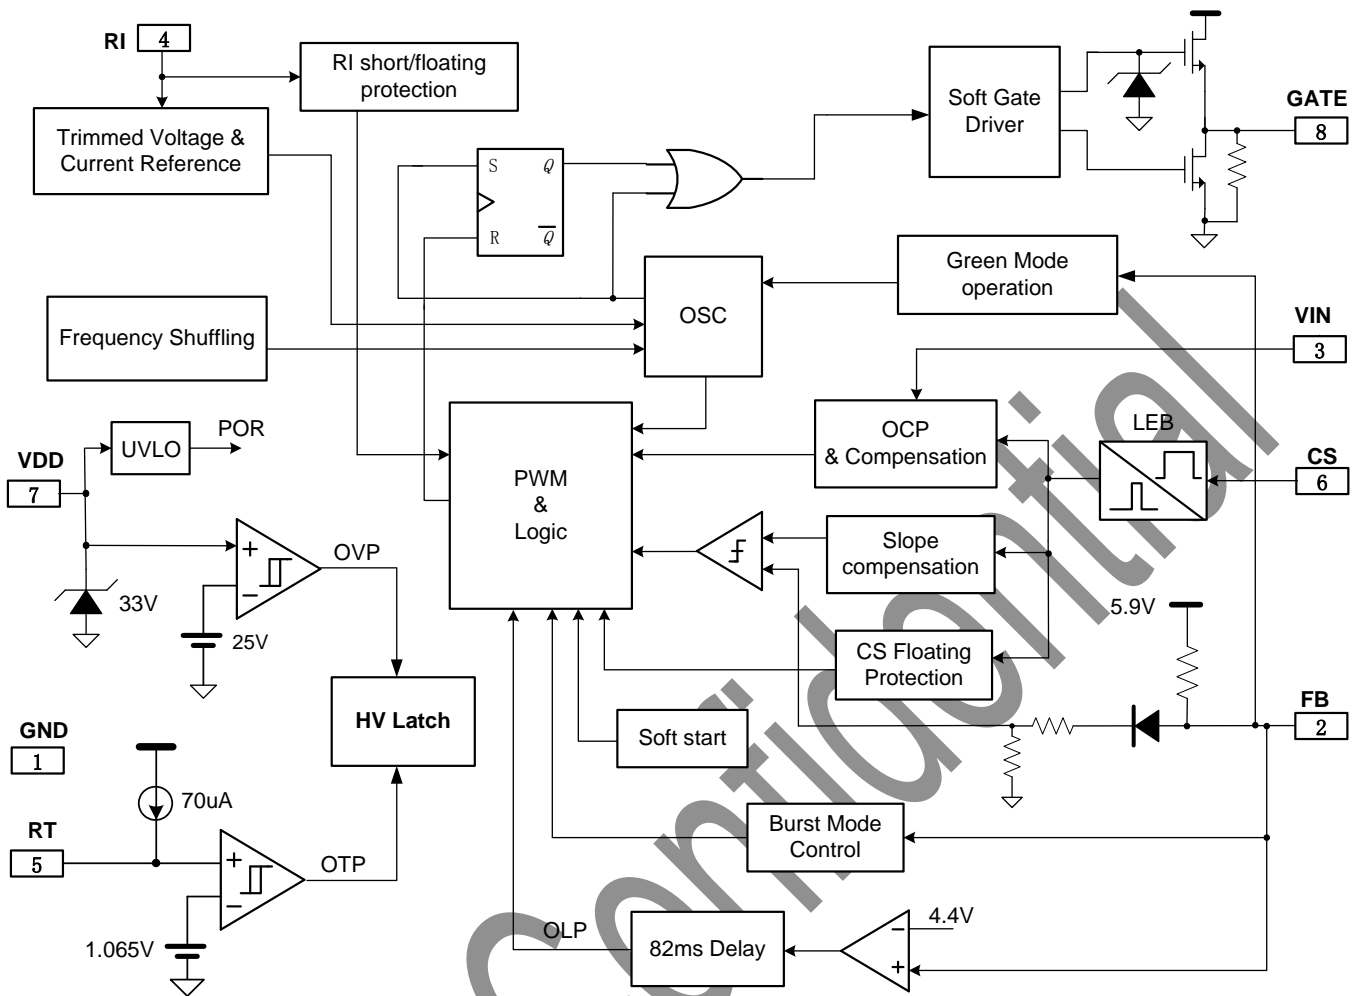 RI
4
RI short/floating
protection
Trimmed Voltage &
Current Reference
S
Q
R
Q
Soft Gate
Driver
GATE
8
Green Mode
operation
OSC
Frequency Shuffling
VIN
3
UVLO
POR
VDD
7
PWM
&
Logic
OCP
& Compensation
LEB
CS
6
+
−
OVP
33V
25V
Slope
compensation
5.9V
CS Floating
Protection
HV Latch
Soft start
FB
2
GND
1
70uA
RT
5
+
−
OTP
1.065V
Burst Mode
Control
OLP
82ms Delay
−
+
4.4V
Confidential